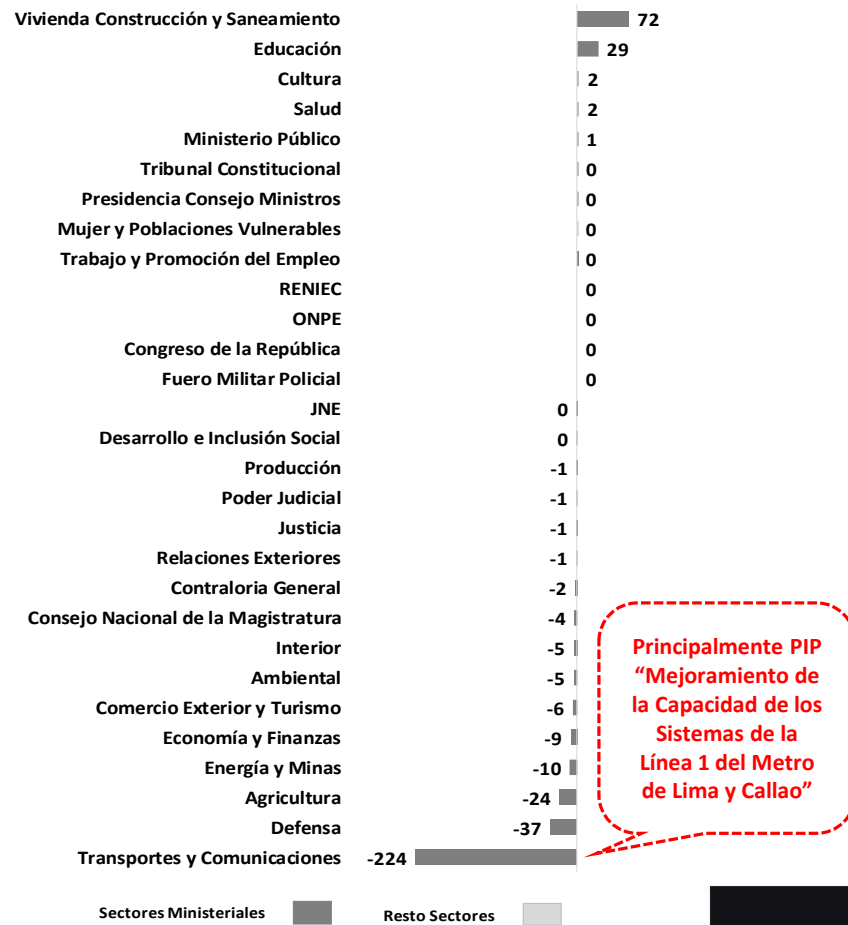 Vivienda Construcción y Saneamiento 72
Educación 29
Cultura 2
Salud 2
Ministerio Público 1
Tribunal Constitucional 0
Presidencia Consejo Ministros 0
Mujer y Poblaciones Vulnerables 0
Trabajo y Promoción del Empleo 0
RENIEC 0
ONPE 0
Congreso de la República 0
Fuero Militar Policial 0
JNE 0
Desarrollo e Inclusión Social 0
Producción -1
Poder Judicial -1
Justicia -1
Relaciones Exteriores -1
Contraloria General -2
Consejo Nacional de la Magistratura -4
Interior -5
Ambiental -5
Comercio Exterior y Turismo -6
Economía y Finanzas -9
Energía y Minas -10
Agricultura -24
Defensa -37
Transportes y Comunicaciones -224
Principalmente PIP
“Mejoramiento de
la Capacidad de los
Sistemas de la
Línea 1 del Metro
de Lima y Callao”
Sectores Ministeriales Resto Sectores